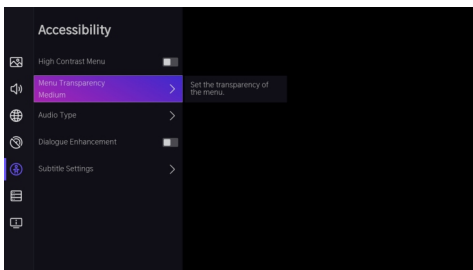 Accessibility
High Contrast Menu
Menu Transparency
Medium
Set the transparency of
the menu.
Audio Type
Dialogue Enhancement
Subtitle Settings